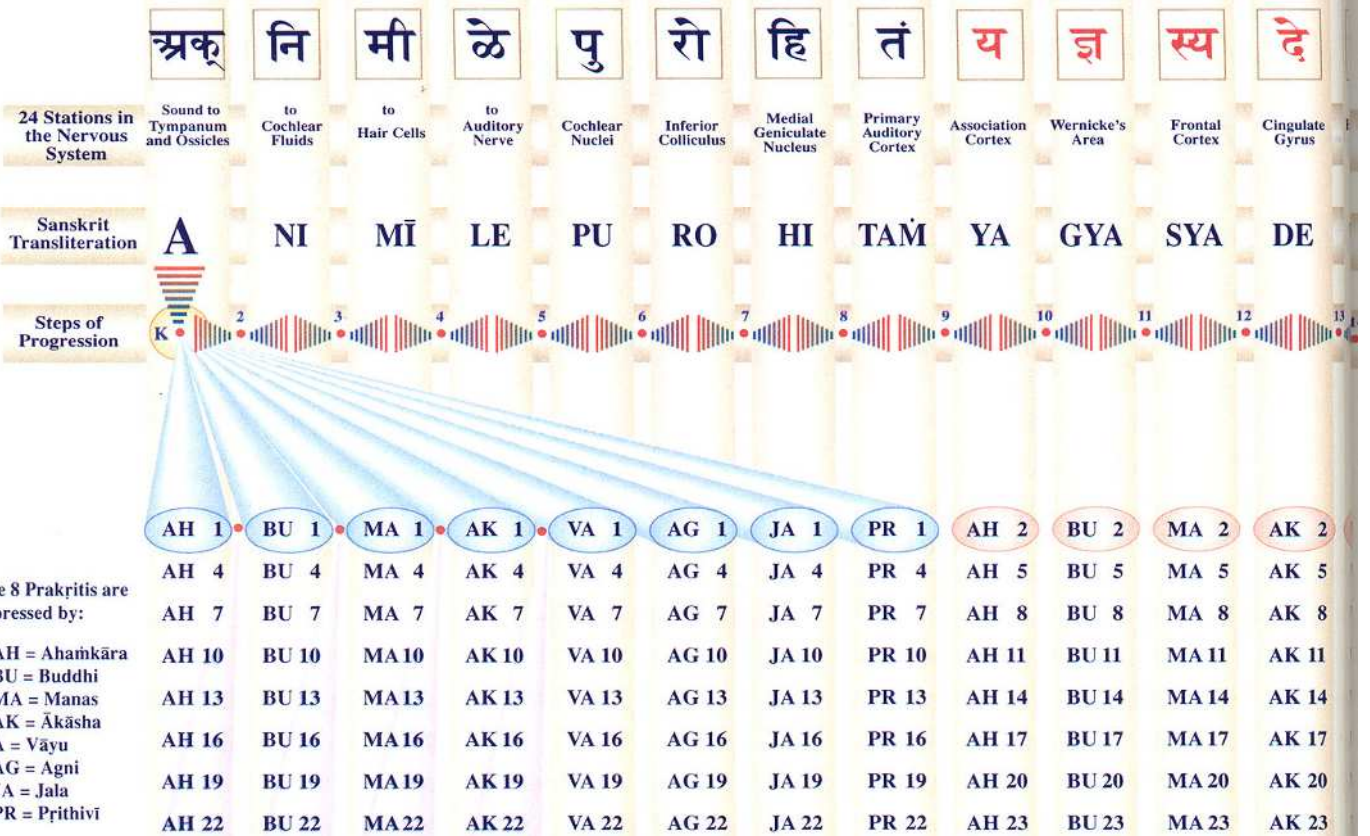 अक् नि मी ळे पु रो हि तं य ज्ञ स्य दे
24 Stations in the Nervous System
Sound to Tympanum and Ossicles
to Cochlear Fluids
to Hair Cells
to Auditory Nerve
Cochlear Nuclei
Inferior Colliculus
Medial Geniculate Nucleus
Primary Auditory Cortex
Association Cortex
Wernicke's Area
Frontal Cortex
Cingulate Gyrus
Sanskrit Transliteration
A NI MĪ LE PU RO HI TAṀ YA GYA SYA DE
Steps of Progression
K 2 3 4 5 6 7 8 9 10 11 12 13
AH 1 BU 1 MA 1 AK 1 VA 1 AG 1 JA 1 PR 1 AH 2 BU 2 MA 2 AK 2
AH 4 BU 4 MA 4 AK 4 VA 4 AG 4 JA 4 PR 4 AH 5 BU 5 MA 5 AK 5
AH 7 BU 7 MA 7 AK 7 VA 7 AG 7 JA 7 PR 7 AH 8 BU 8 MA 8 AK 8
AH 10 BU 10 MA 10 AK 10 VA 10 AG 10 JA 10 PR 10 AH 11 BU 11 MA 11 AK 11
AH 13 BU 13 MA 13 AK 13 VA 13 AG 13 JA 13 PR 13 AH 14 BU 14 MA 14 AK 14
AH 16 BU 16 MA 16 AK 16 VA 16 AG 16 JA 16 PR 16 AH 17 BU 17 MA 17 AK 17
AH 19 BU 19 MA 19 AK 19 VA 19 AG 19 JA 19 PR 19 AH 20 BU 20 MA 20 AK 20
AH 22 BU 22 MA 22 AK 22 VA 22 AG 22 JA 22 PR 22 AH 23 BU 23 MA 23 AK 23
e 8 Prakṛitis are
pressed by:
AH = Ahaṁkāra
BU = Buddhi
MA = Manas
AK = Ākāsha
A = Vāyu
AG = Agni
JA = Jala
PR = Pṛithivī